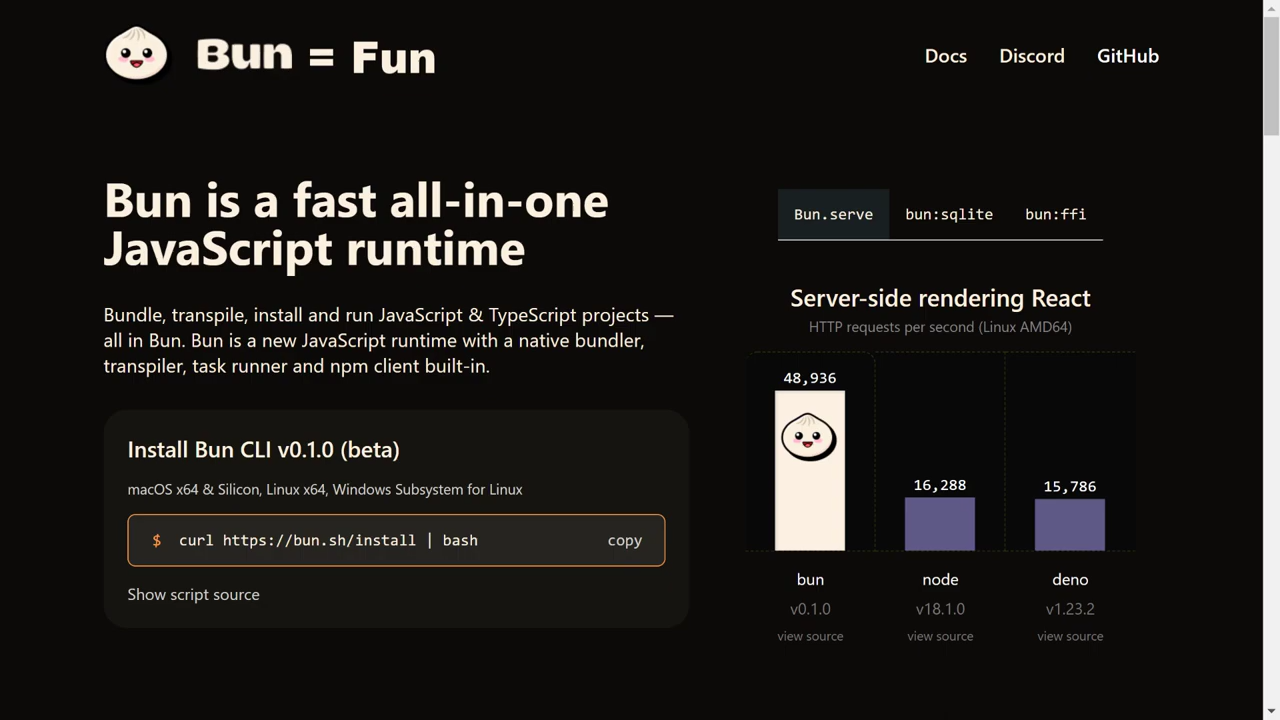 Bun = Fun
Docs Discord GitHub
Bun is a fast all-in-one
JavaScript runtime
Bundle, transpile, install and run JavaScript & TypeScript projects —
all in Bun. Bun is a new JavaScript runtime with a native bundler,
transpiler, task runner and npm client built-in.
Install Bun CLI v0.1.0 (beta)
macOS x64 & Silicon, Linux x64, Windows Subsystem for Linux
$ curl https://bun.sh/install | bash copy
Show script source
Bun.serve bun:sqlite bun:ffi
Server-side rendering React
HTTP requests per second (Linux AMD64)
48,936 16,288 15,786
bun node deno
v0.1.0 v18.1.0 v1.23.2
view source view source view source